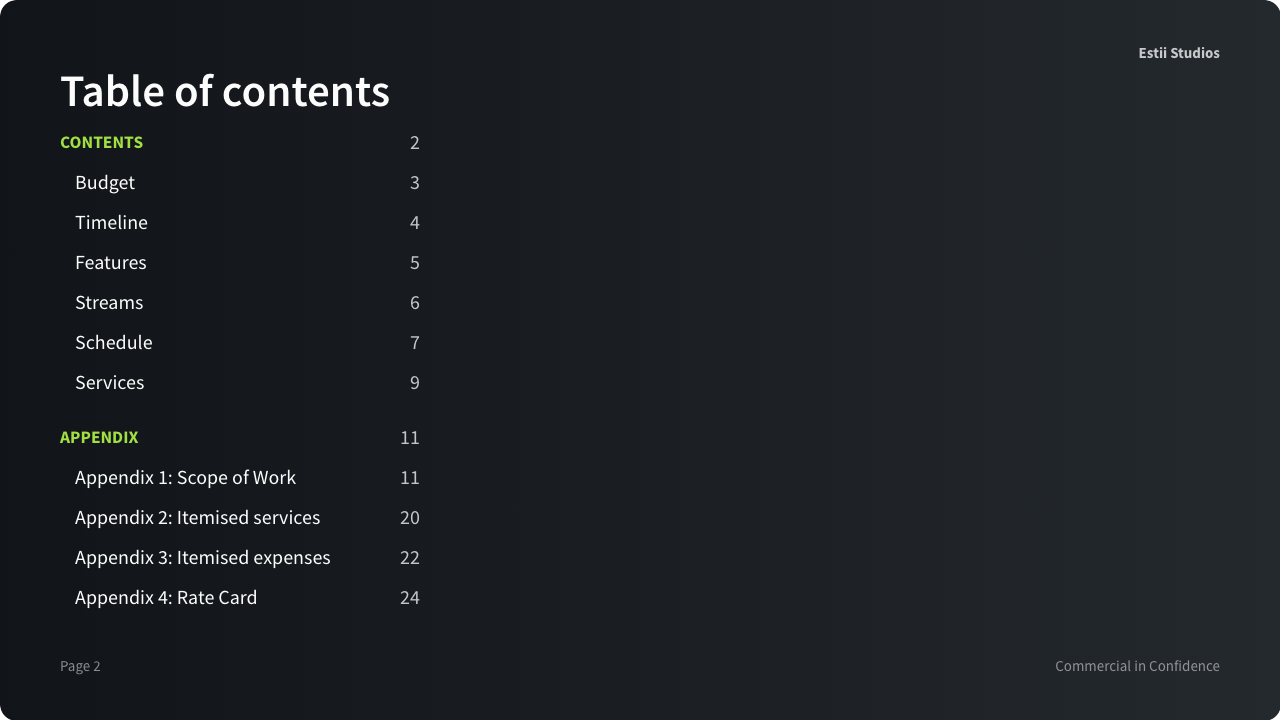 Estii Studios
Table of contents
CONTENTS 2
Budget 3
Timeline 4
Features 5
Streams 6
Schedule 7
Services 9
APPENDIX 11
Appendix 1: Scope of Work 11
Appendix 2: Itemised services 20
Appendix 3: Itemised expenses 22
Appendix 4: Rate Card 24
Page 2
Commercial in Confidence